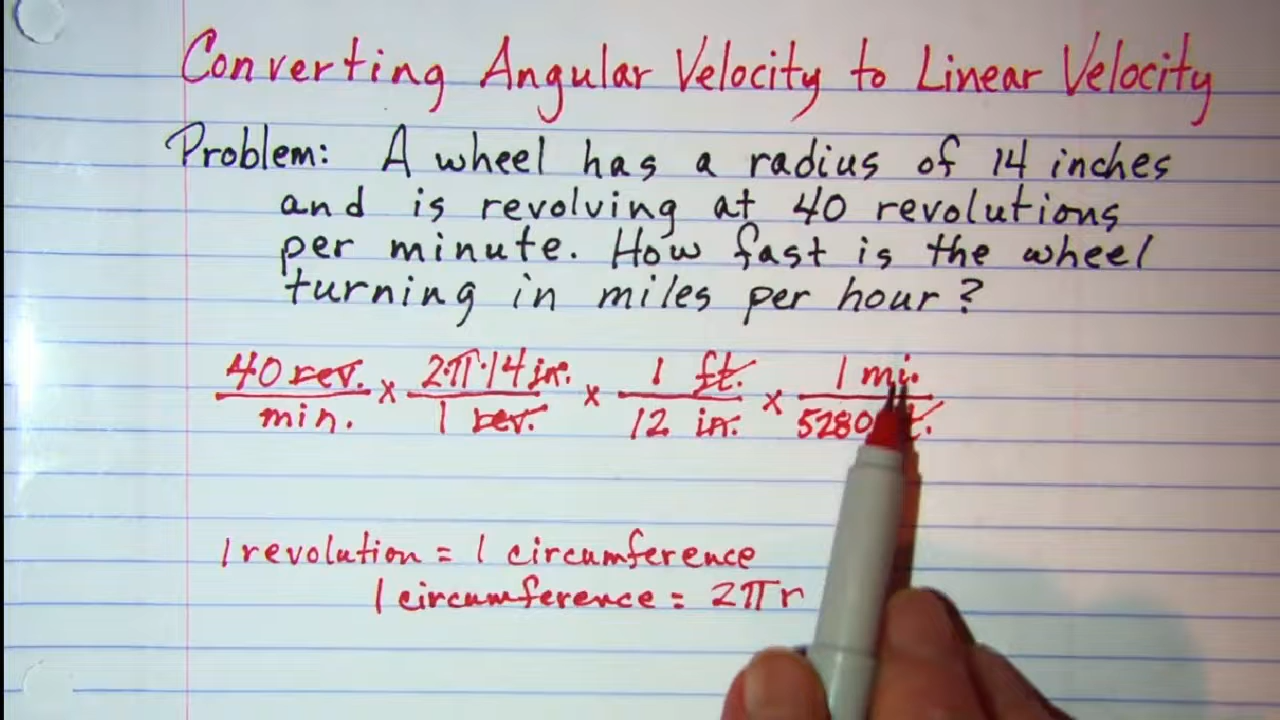 Converting Angular Velocity to Linear Velocity
Problem: A wheel has a radius of 14 inches
and is revolving at 40 revolutions
per minute. How fast is the wheel
turning in miles per hour?
40 rev. / min. × 2·π·14 in. / 1 rev. × 1 ft. / 12 in. × 1 mi. / 5280 ft.
1 revolution = 1 circumference
1 circumference = 2πr